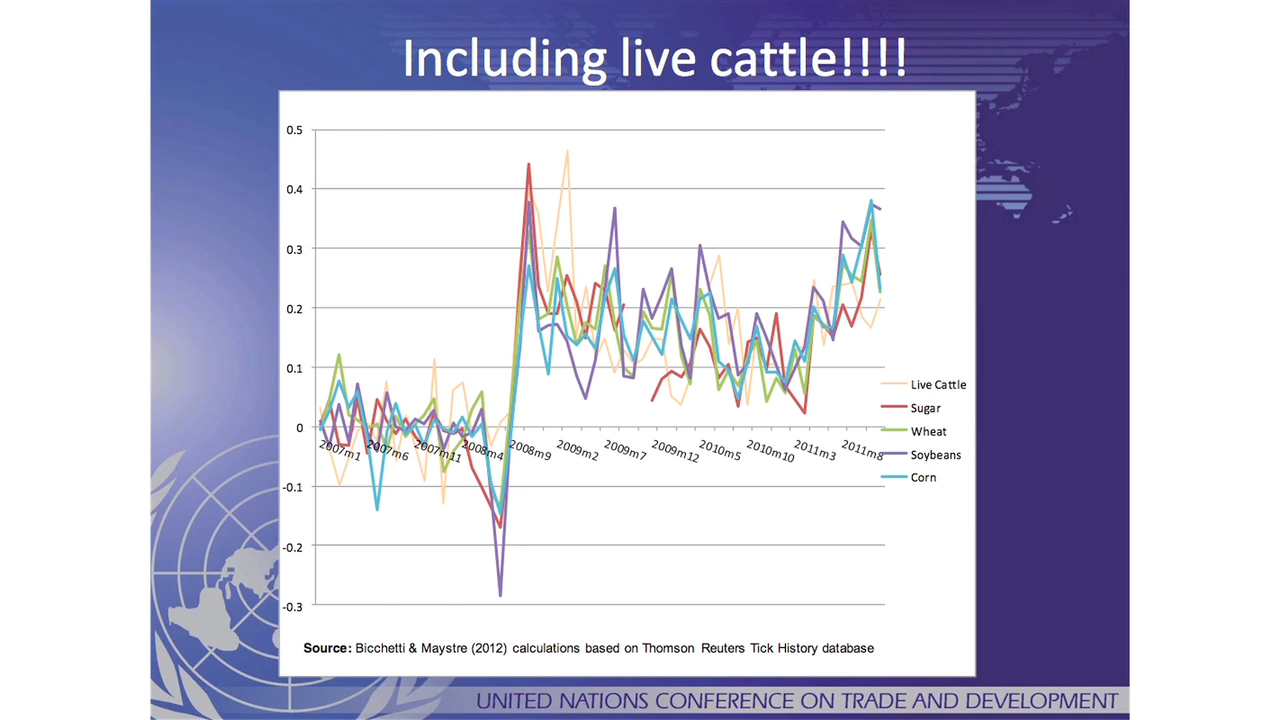 Including live cattle!!!!
0.5
0.4
0.3
0.2
0.1
0
-0.1
-0.2
-0.3
2007m1
2007m6
2007m11
2008m4
2008m9
2009m2
2009m7
2009m12
2010m5
2010m10
2011m3
2011m8
Live Cattle
Sugar
Wheat
Soybeans
Corn
Source: Bicchetti & Maystre (2012) calculations based on Thomson Reuters Tick History database
UNITED NATIONS CONFERENCE ON TRADE AND DEVELOPMENT